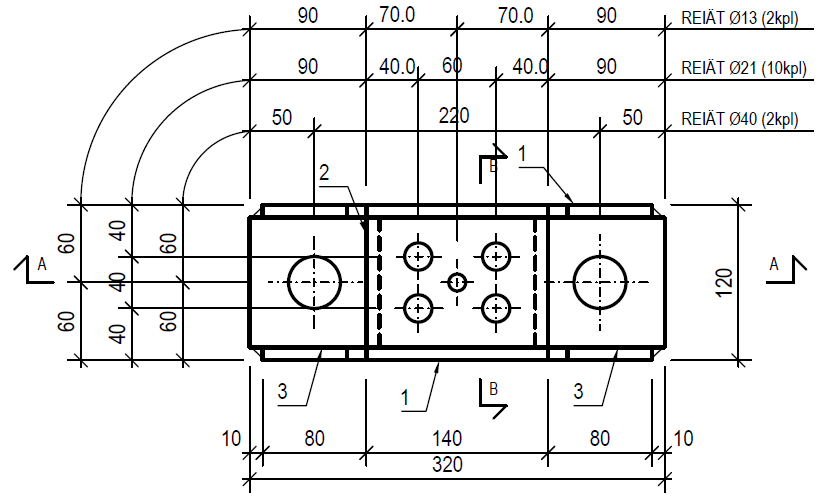 90 70.0 70.0 90 REIÄT Ø13 (2kpl)
90 40.0 60 40.0 90 REIÄT Ø21 (10kpl)
50 220 50 REIÄT Ø40 (2kpl)
B 1
2
60 40 60
A 40 120 A
60 40 60
3 1 B 3
10 80 140 80 10
320